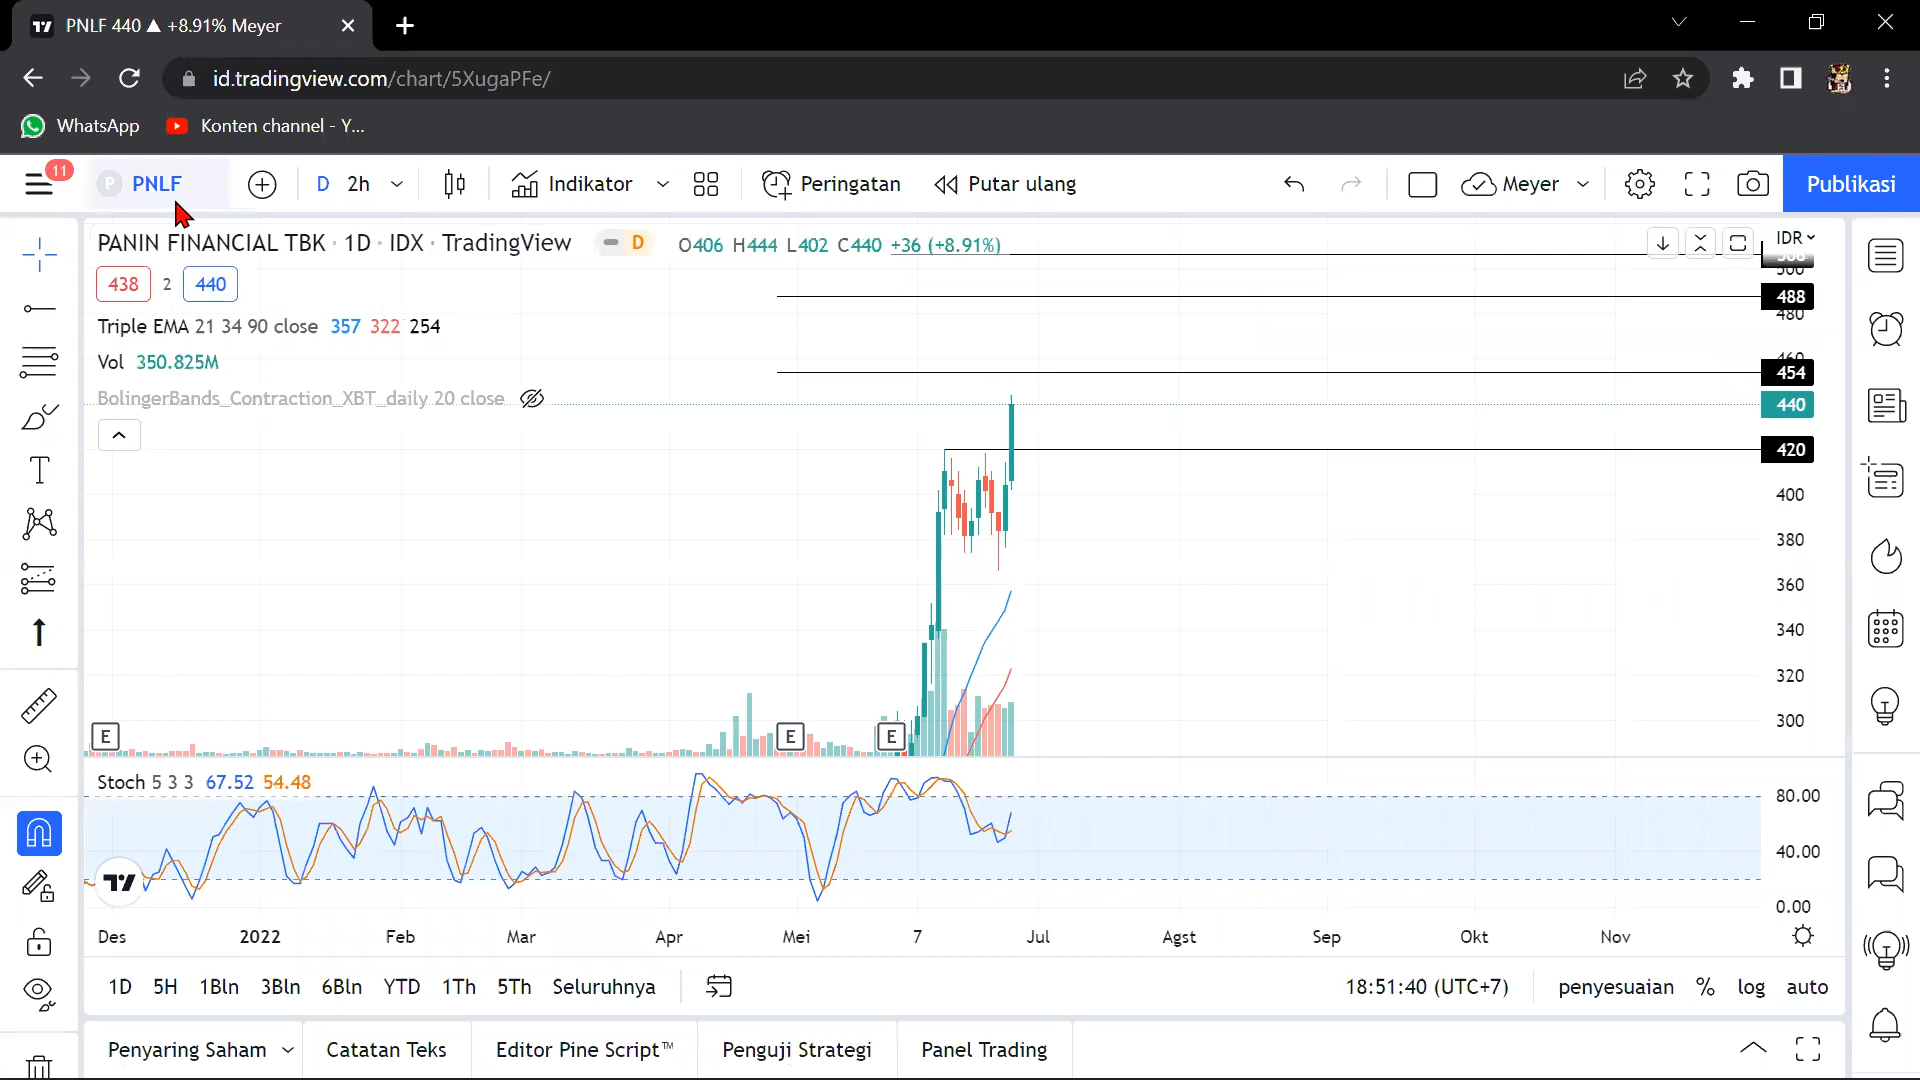 PNLF 440 ▲ +8.91% Meyer
id.tradingview.com/chart/5XugaPFe/
WhatsApp
Konten channel - Y...
11
P PNLF
D 2h
Indikator
Peringatan
Putar ulang
Meyer
Publikasi
PANIN FINANCIAL TBK · 1D · IDX · TradingView
D
O406 H444 L402 C440 +36 (+8.91%)
IDR
438 2 440
Triple EMA 21 34 90 close 357 322 254
Vol 350.825M
BolingerBands_Contraction_XBT_daily 20 close
500
488
480
460
454
440
420
400
380
360
340
320
300
E
E
E
Stoch 5 3 3 67.52 54.48
80.00
40.00
0.00
Des 2022 Feb Mar Apr Mei 7 Jul Agst Sep Okt Nov
1D 5H 1Bln 3Bln 6Bln YTD 1Th 5Th Seluruhnya
18:51:40 (UTC+7)
penyesuaian % log auto
Penyaring Saham
Catatan Teks
Editor Pine Script™
Penguji Strategi
Panel Trading